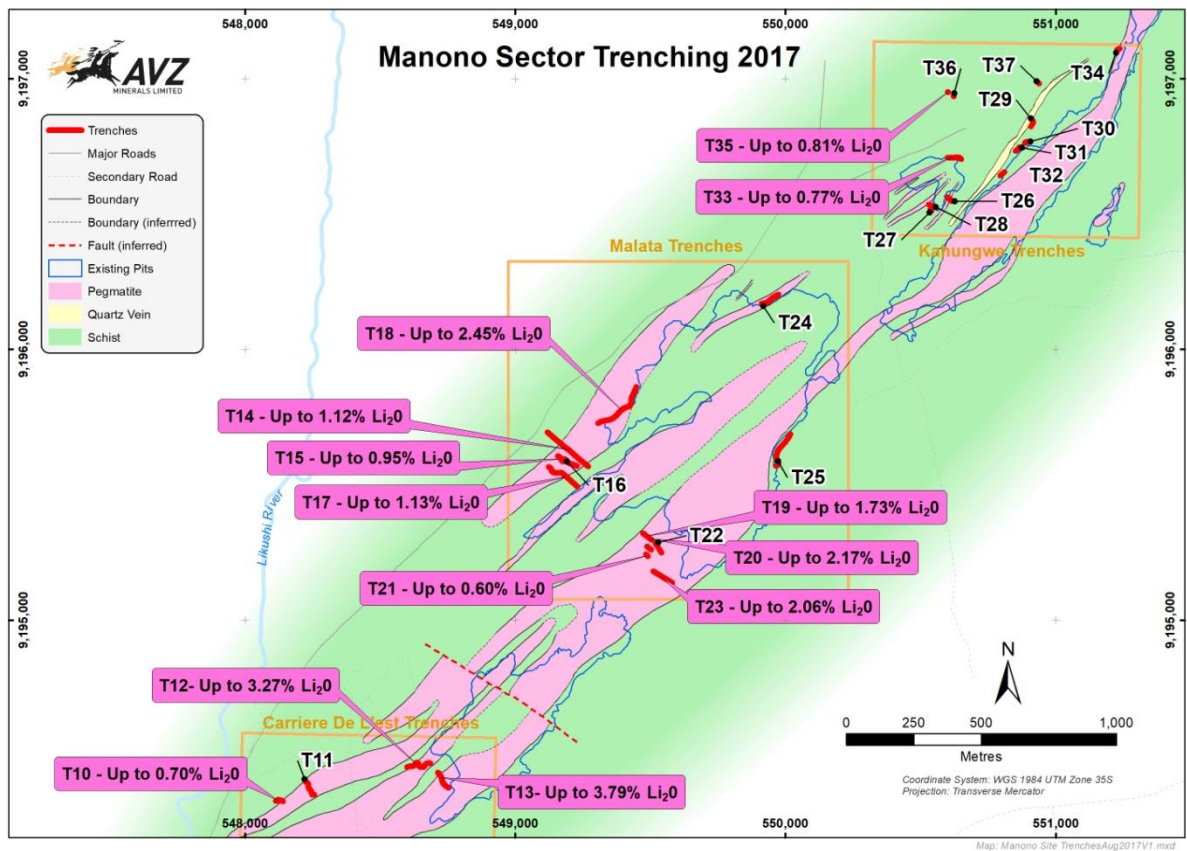 548,000
549,000
550,000
551,000
Manono Sector Trenching 2017
AVZ
MINERALS LIMITED
9,197,000
9,197,000
Trenches
Major Roads
Secondary Road
Boundary
Boundary (inferrred)
Fault (inferred)
Existing Pits
Pegmatite
Quartz Vein
Schist
T36
T37
T34
T29
T35 - Up to 0.81% Li₂0
T30
T31
T33 - Up to 0.77% Li₂0
T32
T26
T28
T27
Kahungwe Trenches
Malata Trenches
T24
T18 - Up to 2.45% Li₂0
9,196,000
9,196,000
T14 - Up to 1.12% Li₂0
T15 - Up to 0.95% Li₂0
T16
T25
T17 - Up to 1.13% Li₂0
T19 - Up to 1.73% Li₂0
T22
T20 - Up to 2.17% Li₂0
T21 - Up to 0.60% Li₂0
T23 - Up to 2.06% Li₂0
Likushi River
9,195,000
9,195,000
T12- Up to 3.27% Li₂0
Carriere De L'est Trenches
T11
T10 - Up to 0.70% Li₂0
T13- Up to 3.79% Li₂0
N
0 250 500 1,000
Metres
Coordinate System: WGS 1984 UTM Zone 35S
Projection: Transverse Mercator
548,000
549,000
550,000
551,000
Map: Manono Site TrenchesAug2017V1.mxd